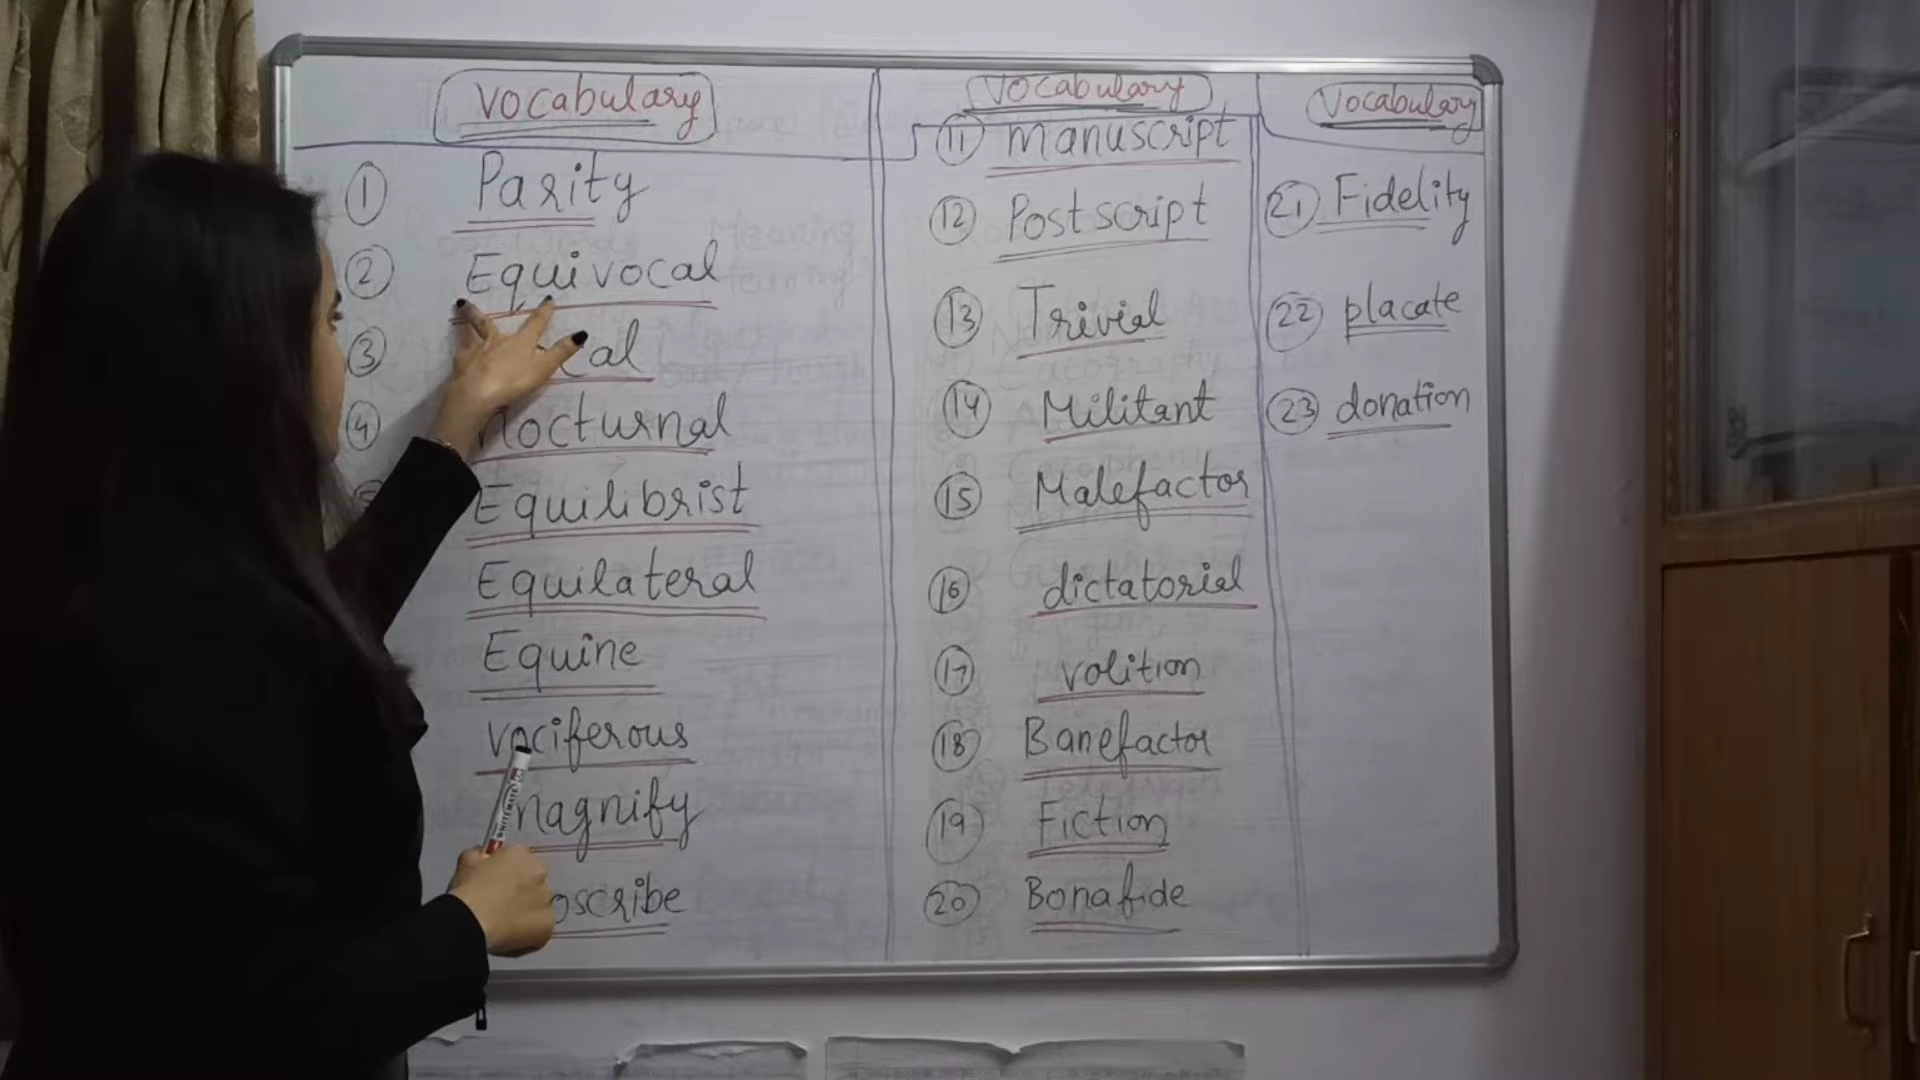 vocabulary
① Parity
② Equivocal
③
④ Nocturnal
Equilibrist
Equilateral
Equine
vociferous
magnify
vocabulary
⑪ Manuscript
⑫ Postscript
⑬ Trivial
⑭ Militant
⑮ Malefactor
⑯ dictatorial
⑰ volition
⑱ Banefactor
⑲ Fiction
⑳ Bonafide
vocabulary
㉑ Fidelity
㉒ placate
㉓ donation